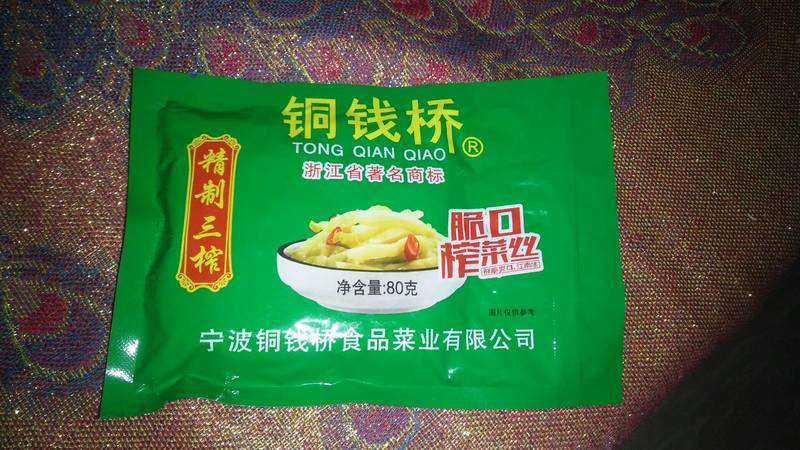 铜钱桥®
TONG QIAN QIAO
浙江省著名商标
精制三榨
脆口
榨菜丝
净含量:80克
图片仅供参考
宁波铜钱桥食品菜业有限公司